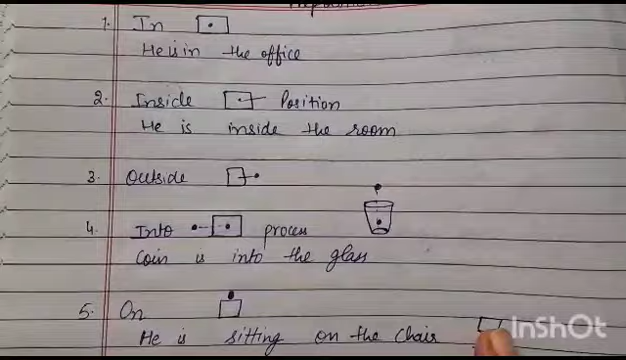 1. In
He is in the office
2. Inside Position
He is inside the room
3. Outside
4. Into process
Coin is into the glass
5. On
He is sitting on the chair
InShOt